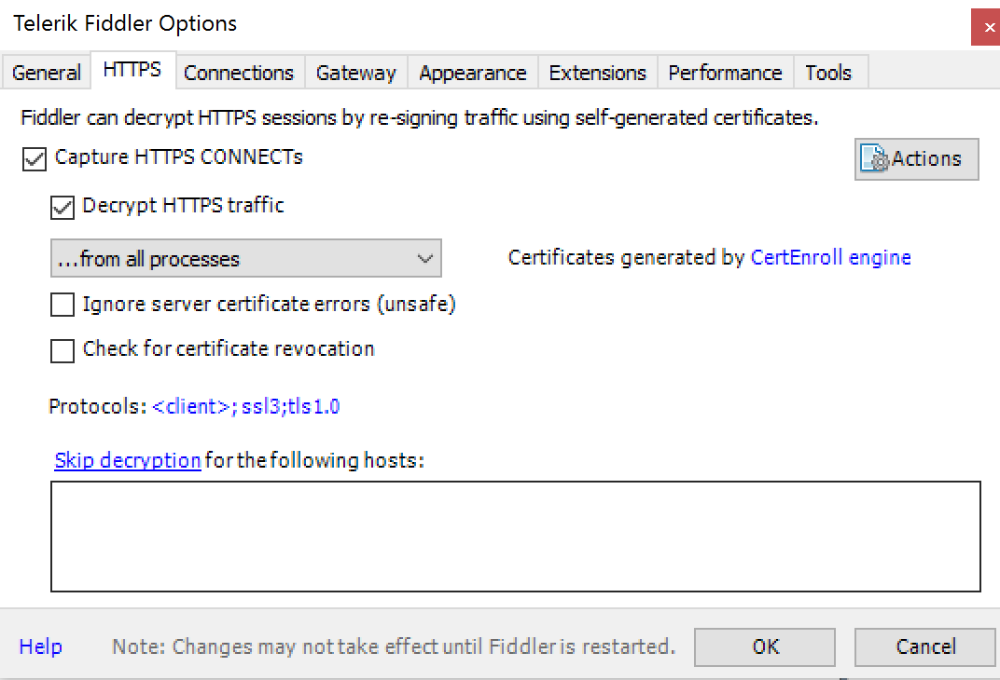 Telerik Fiddler Options
General HTTPS Connections Gateway Appearance Extensions Performance Tools
Fiddler can decrypt HTTPS sessions by re-signing traffic using self-generated certificates.
Capture HTTPS CONNECTs
Actions
Decrypt HTTPS traffic
...from all processes
Certificates generated by CertEnroll engine
Ignore server certificate errors (unsafe)
Check for certificate revocation
Protocols: <client>;ssl3;tls1.0
Skip decryption for the following hosts:
Help Note: Changes may not take effect until Fiddler is restarted. OK Cancel